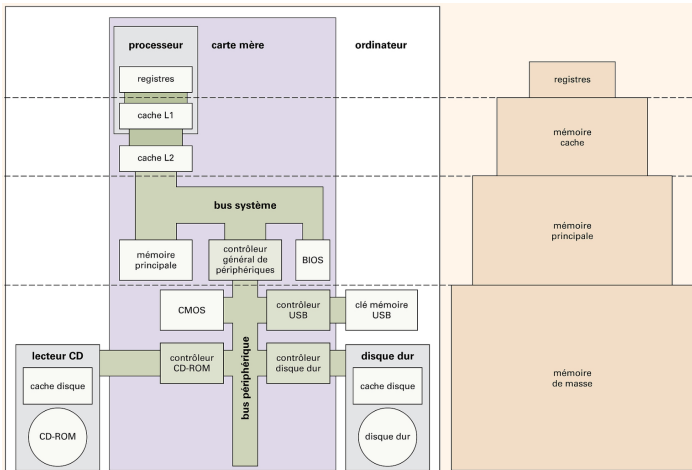 processeur
carte mère
ordinateur
registres
cache L1
cache L2
bus système
mémoire
principale
contrôleur
général de
périphériques
BIOS
CMOS
contrôleur
USB
clé mémoire
USB
lecteur CD
cache disque
CD-ROM
contrôleur
CD-ROM
bus périphérique
contrôleur
disque dur
disque dur
cache disque
disque dur
registres
mémoire
cache
mémoire
principale
mémoire
de masse